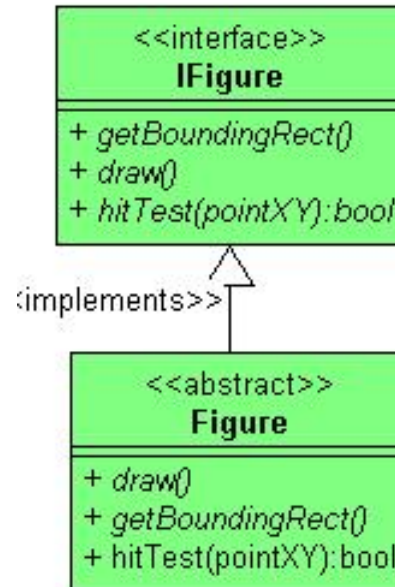 <<interface>>
IFigure
+ getBoundingRect()
+ draw()
+ hitTest(pointXY):bool
<implements>>
<<abstract>>
Figure
+ draw()
+ getBoundingRect()
+ hitTest(pointXY):bool